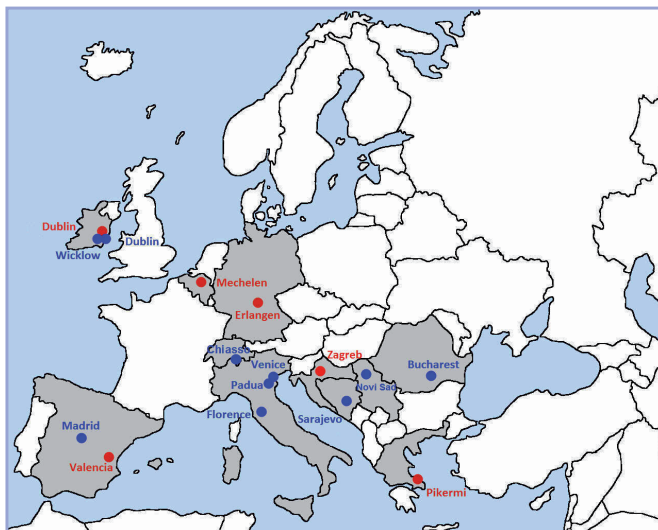 Dublin
Dublin
Wicklow
Mechelen
Erlangen
Chiasso
Venice
Zagreb
Padua
Novi Sad
Bucharest
Florence
Sarajevo
Madrid
Valencia
Pikermi